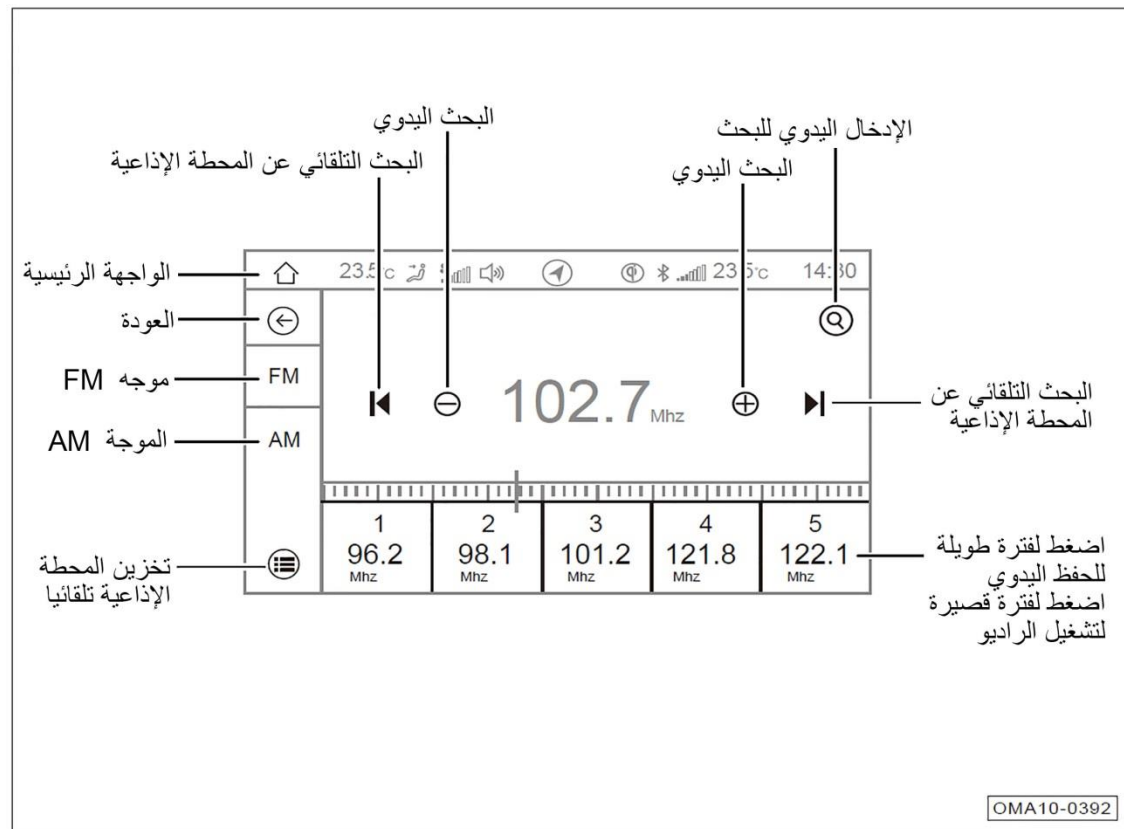 البحث اليدوي
البحث التلقائي عن المحطة الإذاعية
الإدخال اليدوي للبحث
البحث اليدوي
الواجهة الرئيسية
23.5°c
23.5°c
14:30
العودة
موجه FM
FM
102.7 Mhz
البحث التلقائي عن
المحطة الإذاعية
الموجة AM
AM
1
96.2
Mhz
2
98.1
Mhz
3
101.2
Mhz
4
121.8
Mhz
5
122.1
Mhz
تخزين المحطة
الإذاعية تلقائيا
اضغط لفترة طويلة
للحفظ اليدوي
اضغط لفترة قصيرة
لتشغيل الراديو
OMA10-0392